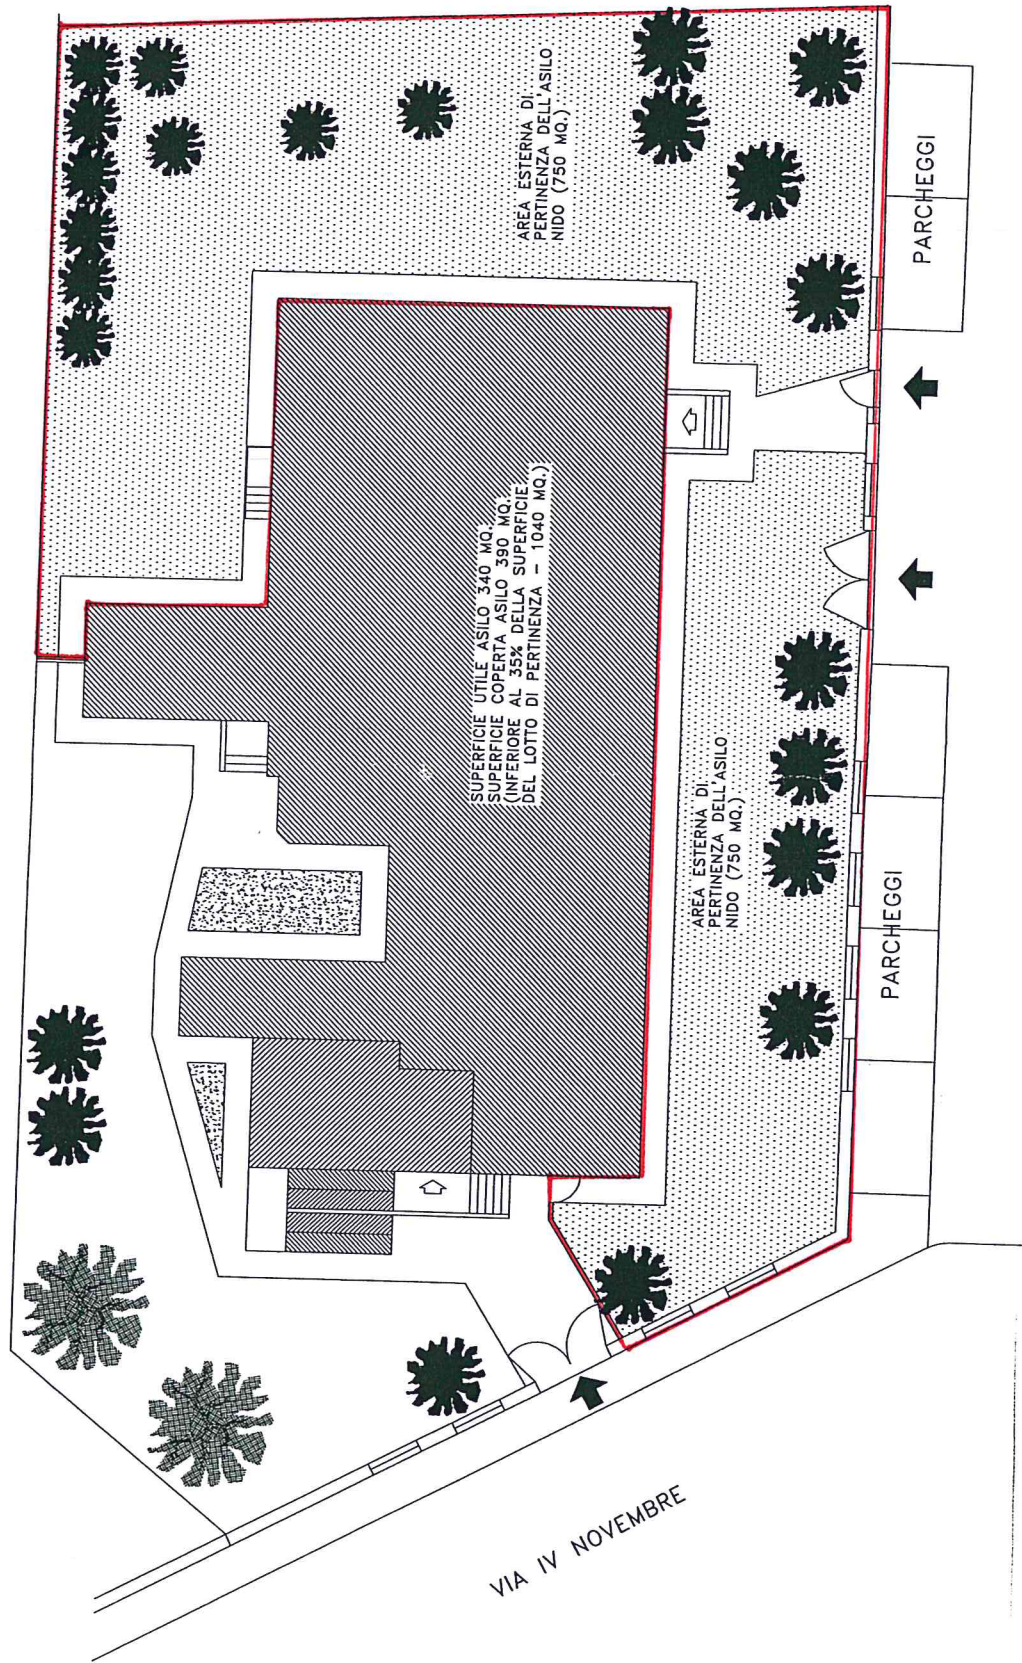 AREA ESTERNA DI
PERTINENZA DELL'ASILO
NIDO (750 MQ.)
PARCHEGGI
SUPERFICIE UTILE ASILO 340 MQ.
SUPERFICIE COPERTA ASILO 390 MQ.
(INFERIORE AL 35% DELLA SUPERFICIE
DEL LOTTO DI PERTINENZA - 1040 MQ.)
AREA ESTERNA DI
PERTINENZA DELL'ASILO
NIDO (750 MQ.)
PARCHEGGI
VIA IV NOVEMBRE